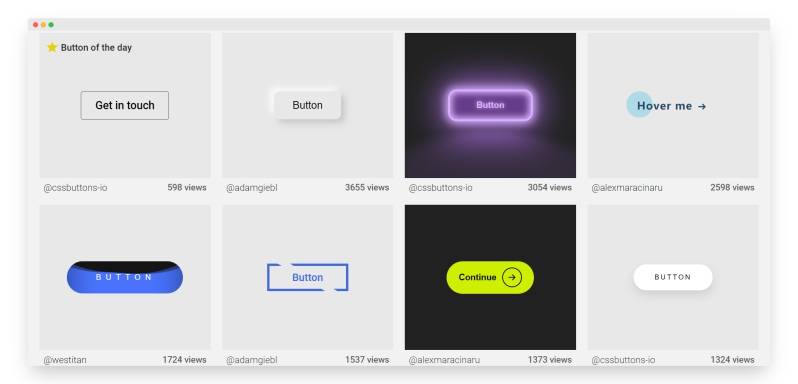 Button of the day
Get in touch
Button
Button
Hover me →
@cssbuttons-io 598 views
@adamgiebl 3655 views
@cssbuttons-io 3054 views
@alexmaracinaru 2598 views
BUTTON
Button
Continue →
BUTTON
@westitan 1724 views
@adamgiebl 1537 views
@alexmaracinaru 1373 views
@cssbuttons-io 1324 views